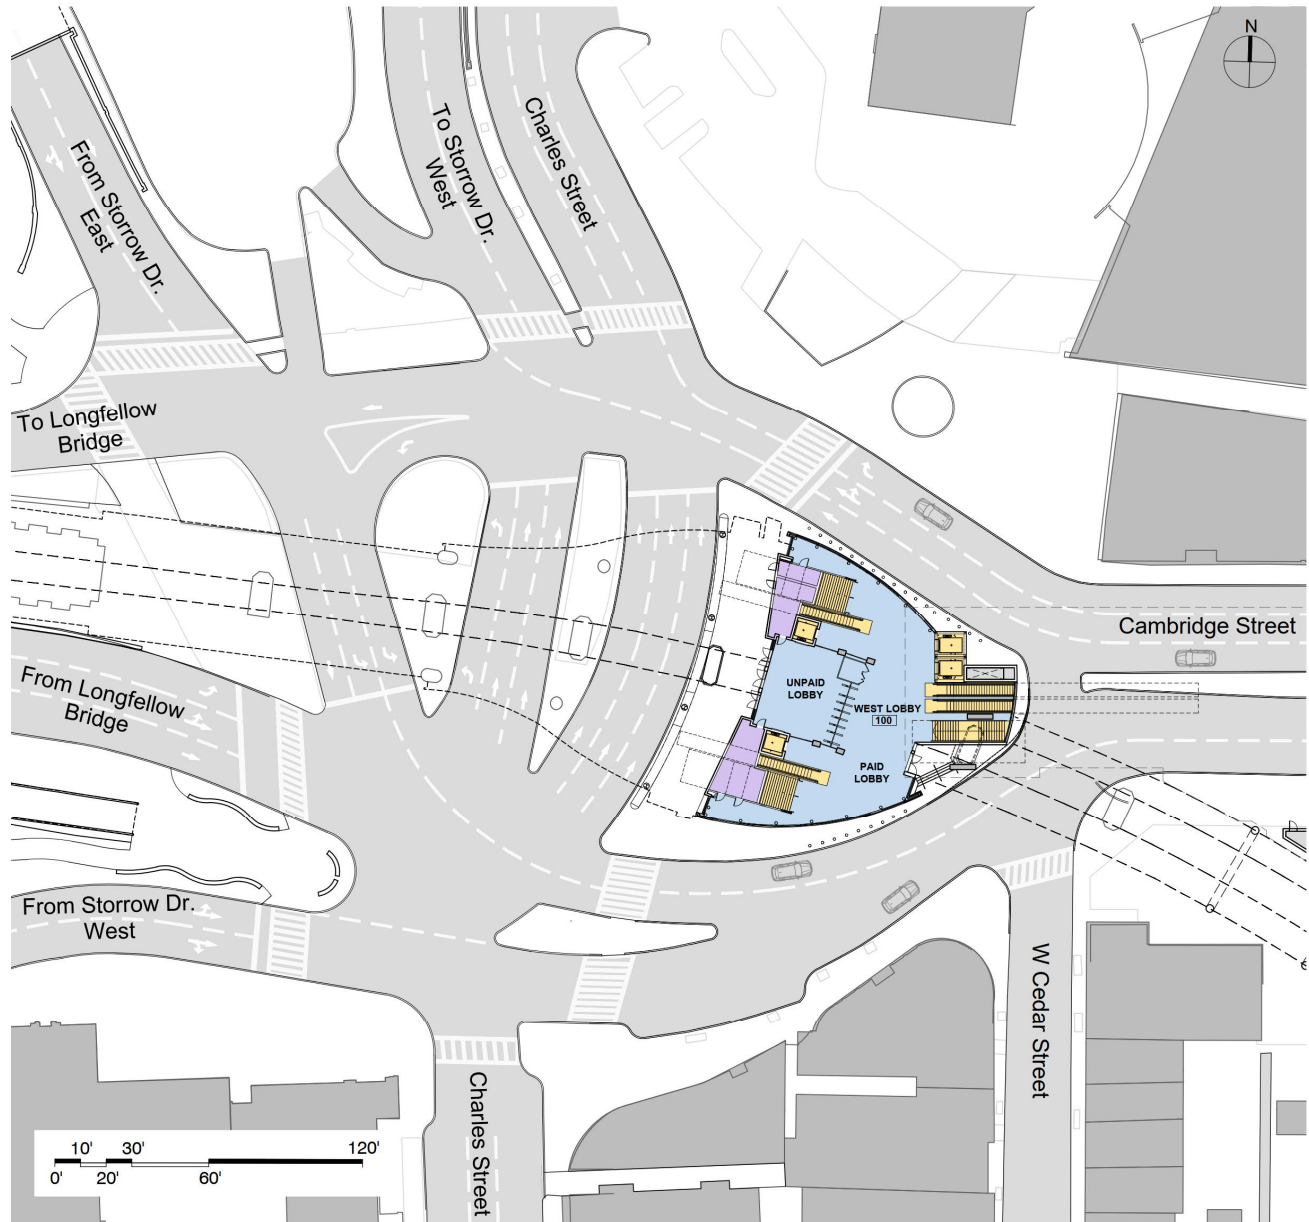 N
To Storrow Dr.
West
Charles Street
From Storrow Dr.
East
To Longfellow
Bridge
Cambridge Street
From Longfellow
Bridge
UNPAID
LOBBY
WEST LOBBY
100
PAID
LOBBY
From Storrow Dr.
West
W Cedar Street
Charles Street
10' 30' 120'
0' 20' 60'